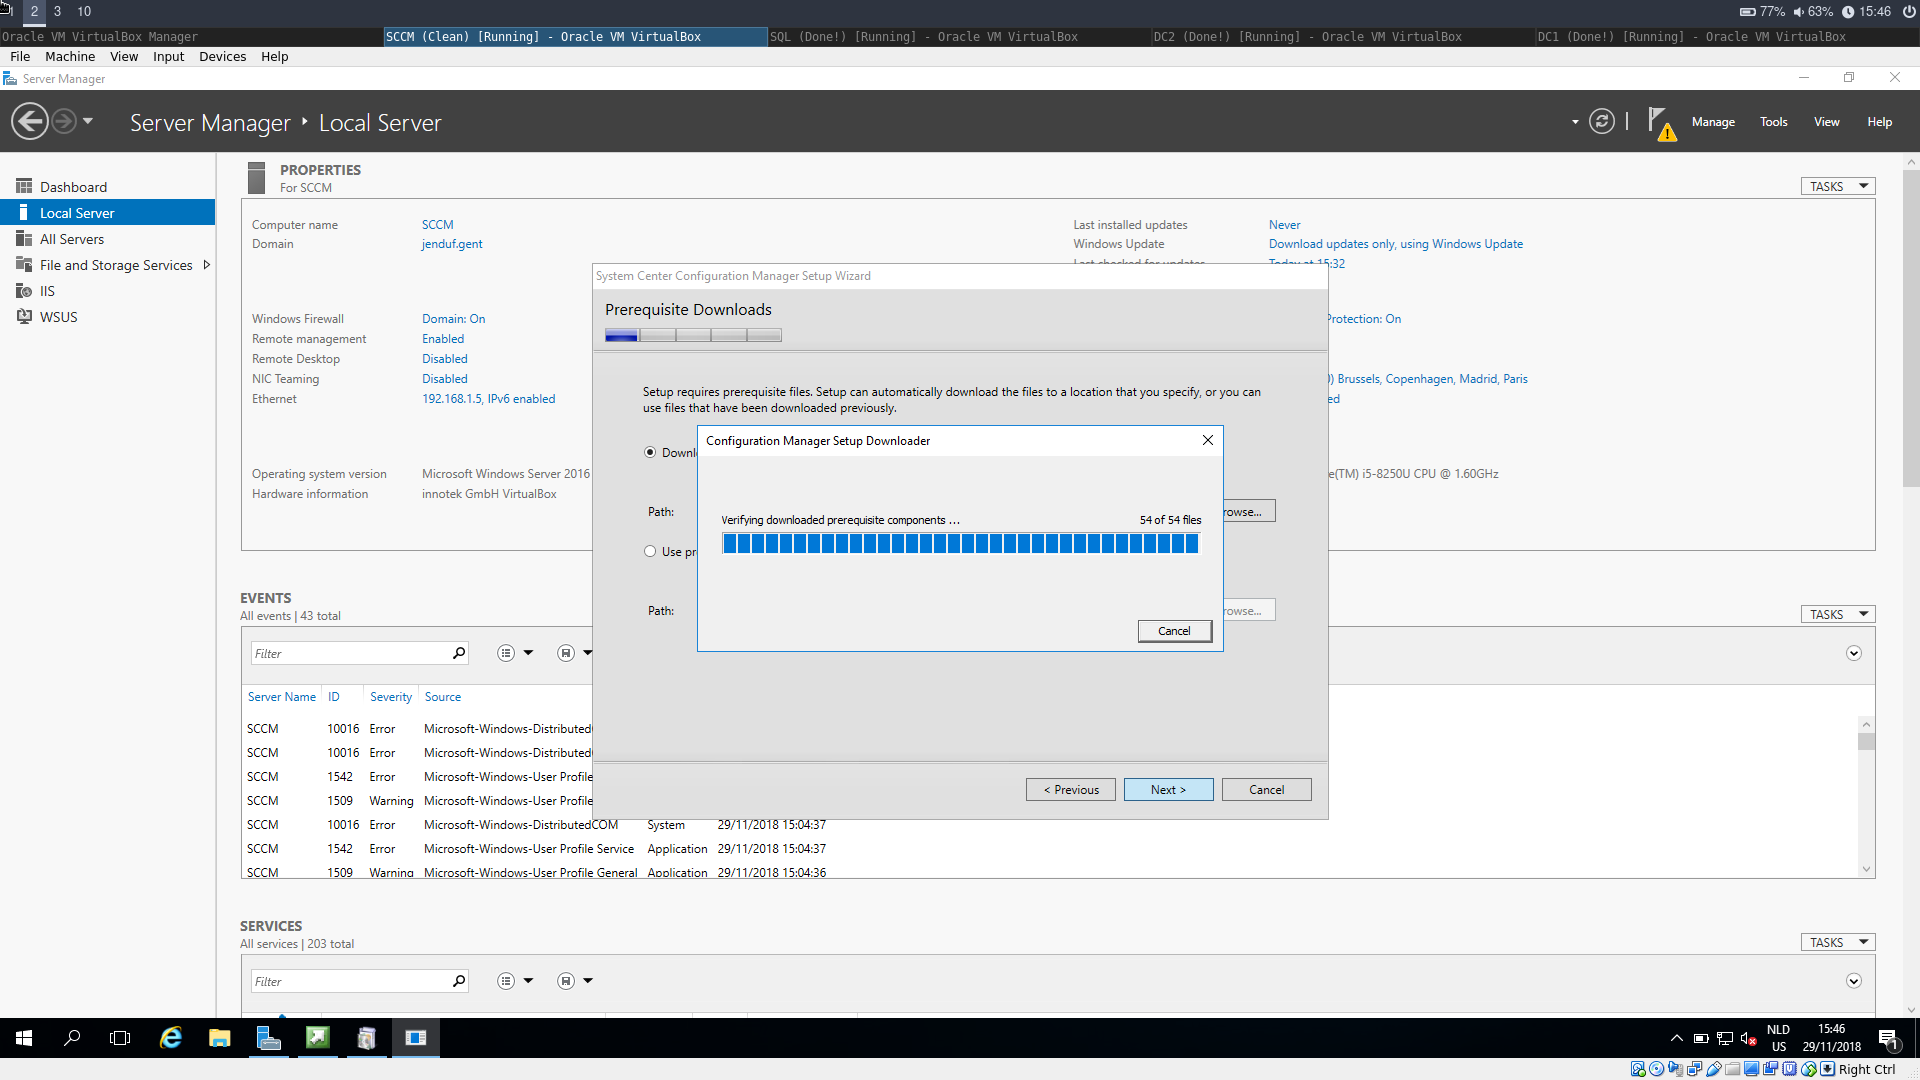 1 2 3 10
77% 63% 15:46
Oracle VM VirtualBox Manager
SCCM (Clean) [Running] - Oracle VM VirtualBox
SQL (Done!) [Running] - Oracle VM VirtualBox
DC2 (Done!) [Running] - Oracle VM VirtualBox
DC1 (Done!) [Running] - Oracle VM VirtualBox
File Machine View Input Devices Help
Server Manager
Server Manager ‣ Local Server
Manage Tools View Help
Dashboard
Local Server
All Servers
File and Storage Services
IIS
WSUS
PROPERTIES
For SCCM
TASKS
Computer name SCCM
Domain jenduf.gent
Last installed updates Never
Windows Update Download updates only, using Windows Update
Last checked for updates Today at 15:32
Windows Firewall Domain: On
Remote management Enabled
Remote Desktop Disabled
NIC Teaming Disabled
Ethernet 192.168.1.5, IPv6 enabled
Protection: On
) Brussels, Copenhagen, Madrid, Paris
ed
Operating system version Microsoft Windows Server 2016
Hardware information innotek GmbH VirtualBox
e(TM) i5-8250U CPU @ 1.60GHz
System Center Configuration Manager Setup Wizard
Prerequisite Downloads
Setup requires prerequisite files. Setup can automatically download the files to a location that you specify, or you can
use files that have been downloaded previously.
Downl
Path:
rowse...
Use pr
Path:
rowse...
< Previous Next > Cancel
Configuration Manager Setup Downloader
Verifying downloaded prerequisite components ... 54 of 54 files
Cancel
EVENTS
All events | 43 total
TASKS
Filter
Server Name ID Severity Source
SCCM 10016 Error Microsoft-Windows-Distributed
SCCM 10016 Error Microsoft-Windows-Distributed
SCCM 1542 Error Microsoft-Windows-User Profile
SCCM 1509 Warning Microsoft-Windows-User Profile
SCCM 10016 Error Microsoft-Windows-DistributedCOM System 29/11/2018 15:04:37
SCCM 1542 Error Microsoft-Windows-User Profile Service Application 29/11/2018 15:04:37
SCCM 1509 Warning Microsoft-Windows-User Profile General Application 29/11/2018 15:04:36
SERVICES
All services | 203 total
TASKS
Filter
NLD
US
15:46
29/11/2018
1
Right Ctrl